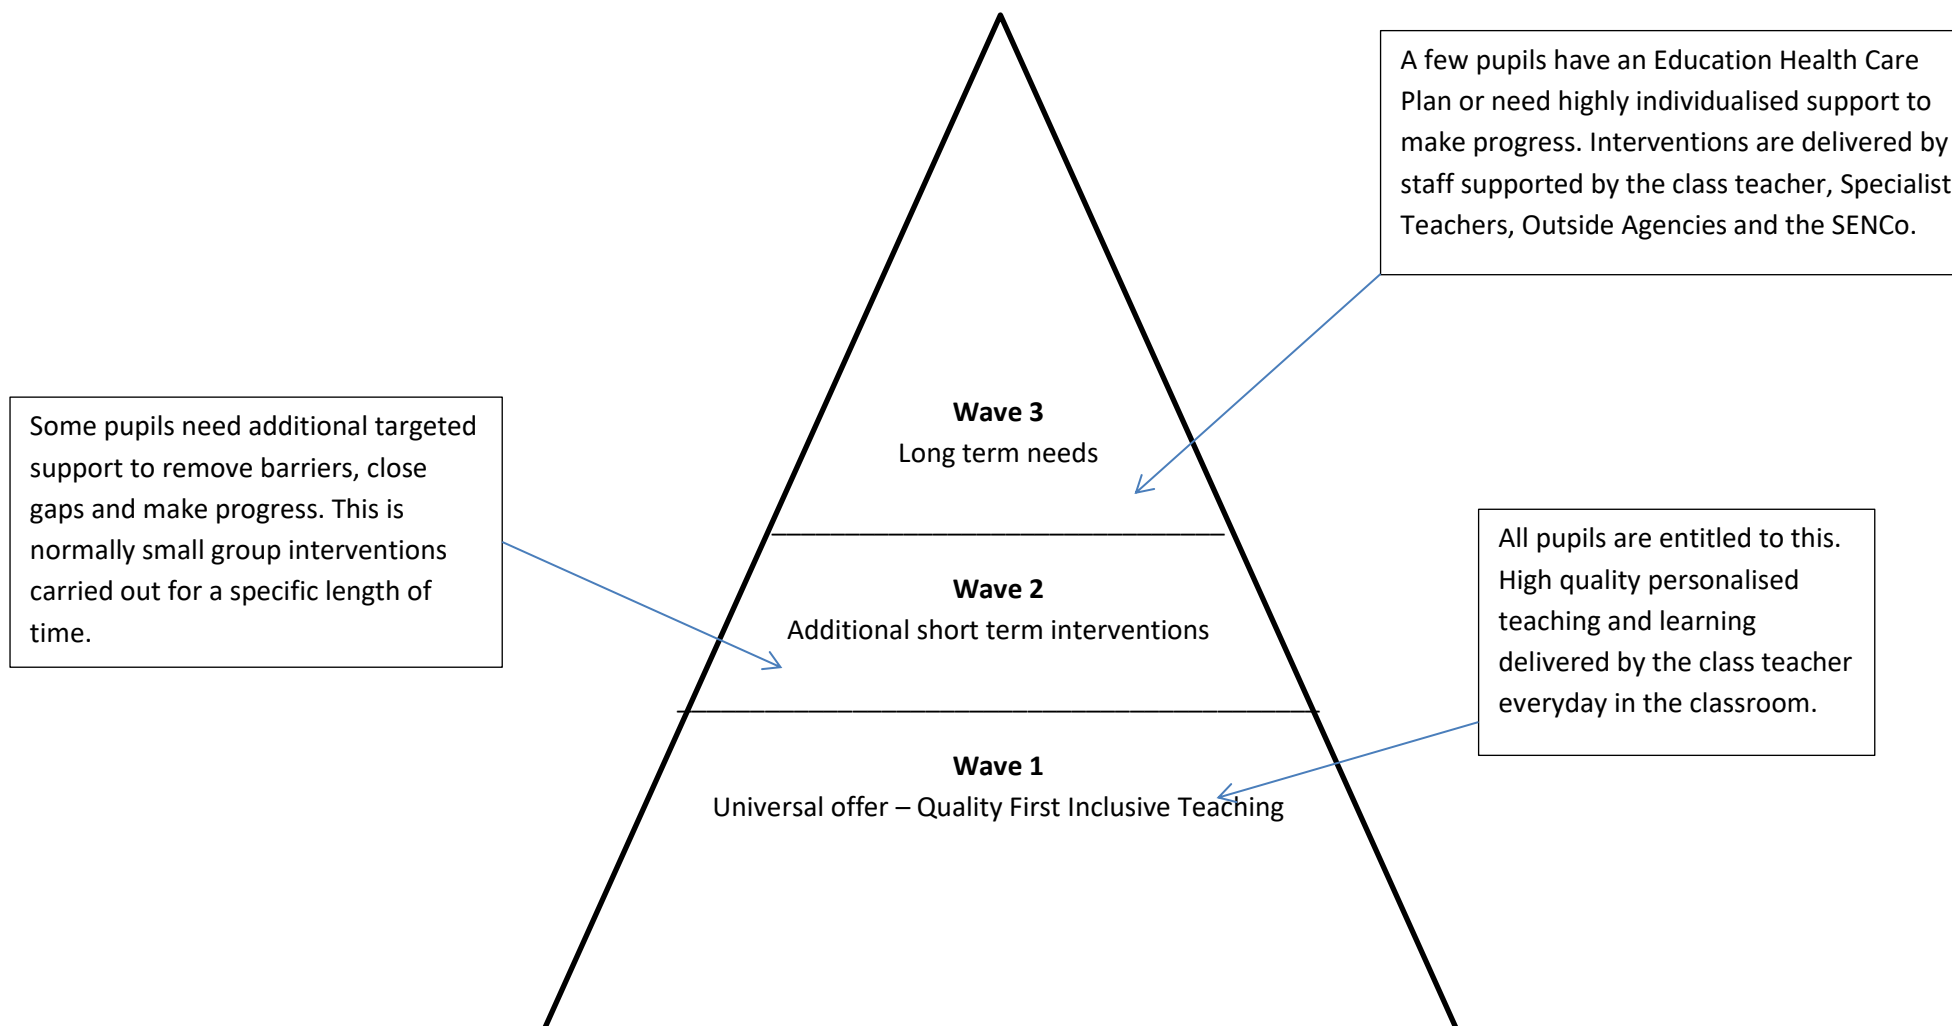 A few pupils have an Education Health Care
Plan or need highly individualised support to
make progress. Interventions are delivered by
staff supported by the class teacher, Specialist
Teachers, Outside Agencies and the SENCo.
Wave 3
Long term needs
Some pupils need additional targeted
support to remove barriers, close
gaps and make progress. This is
normally small group interventions
carried out for a specific length of
time.
Wave 2
Additional short term interventions
All pupils are entitled to this.
High quality personalised
teaching and learning
delivered by the class teacher
everyday in the classroom.
Wave 1
Universal offer – Quality First Inclusive Teaching